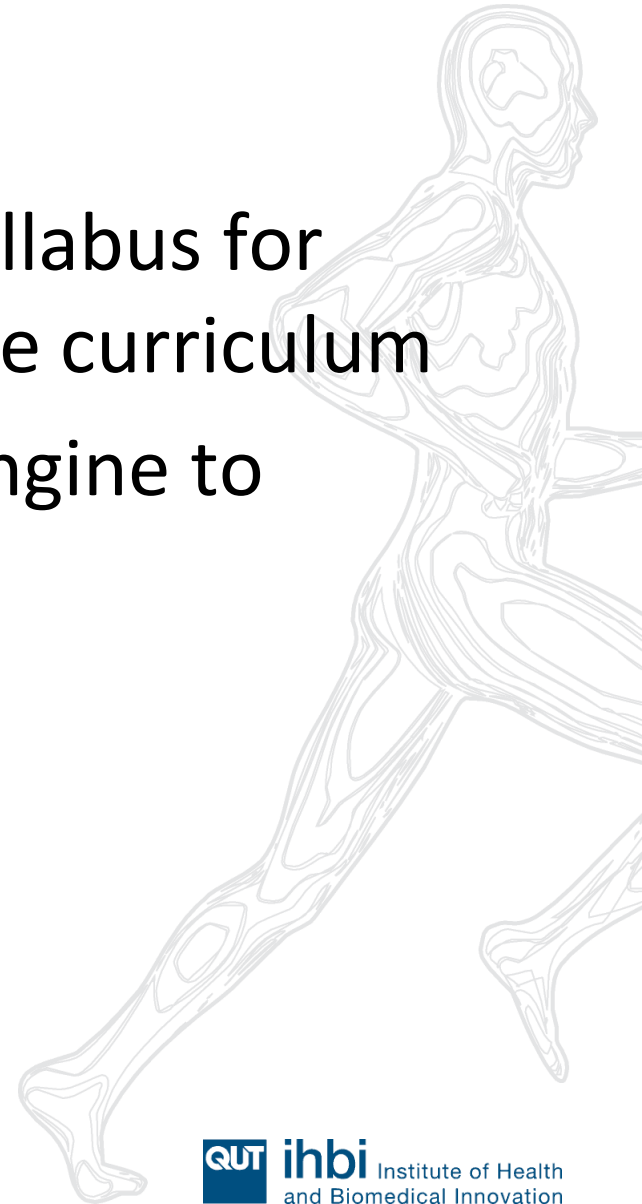 llabus for
e curriculum
ngine to
QUT ihbi Institute of Health
and Biomedical Innovation